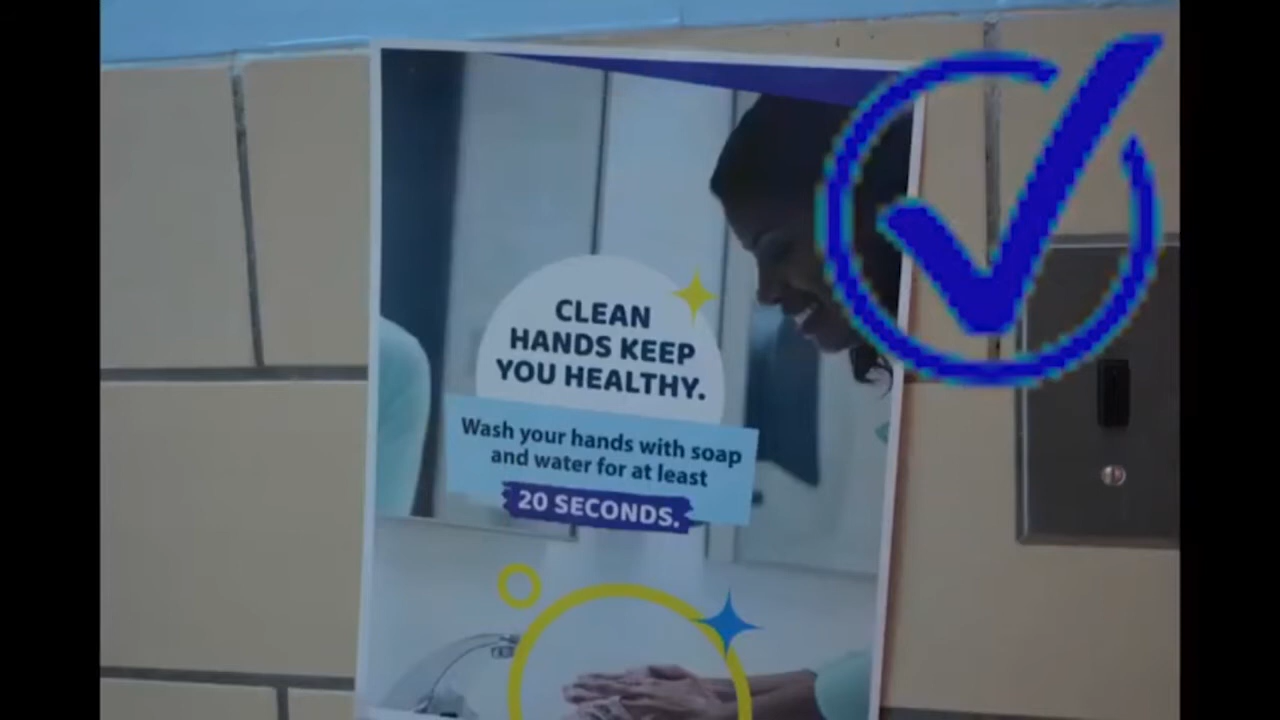 CLEAN
HANDS KEEP
YOU HEALTHY.
Wash your hands with soap
and water for at least
20 SECONDS.